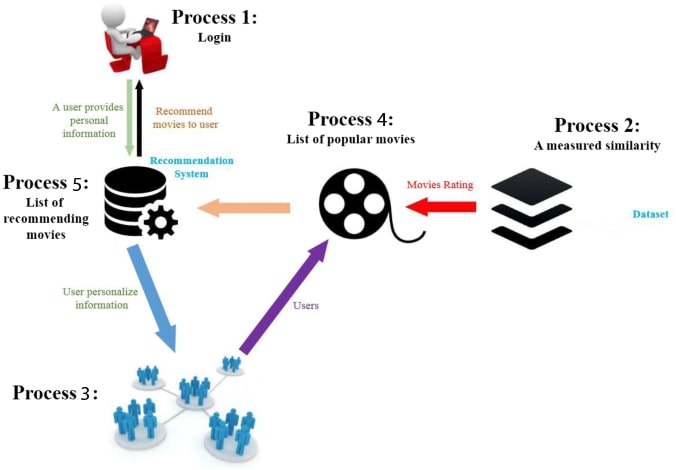 Process 1:
Login
A user provides
personal
information
Recommend
movies to user
Process 4:
List of popular movies
Process 2:
A measured similarity
Recommendation
System
Process 5:
List of
recommending
movies
Movies Rating
Dataset
User personalize
information
Users
Process 3: